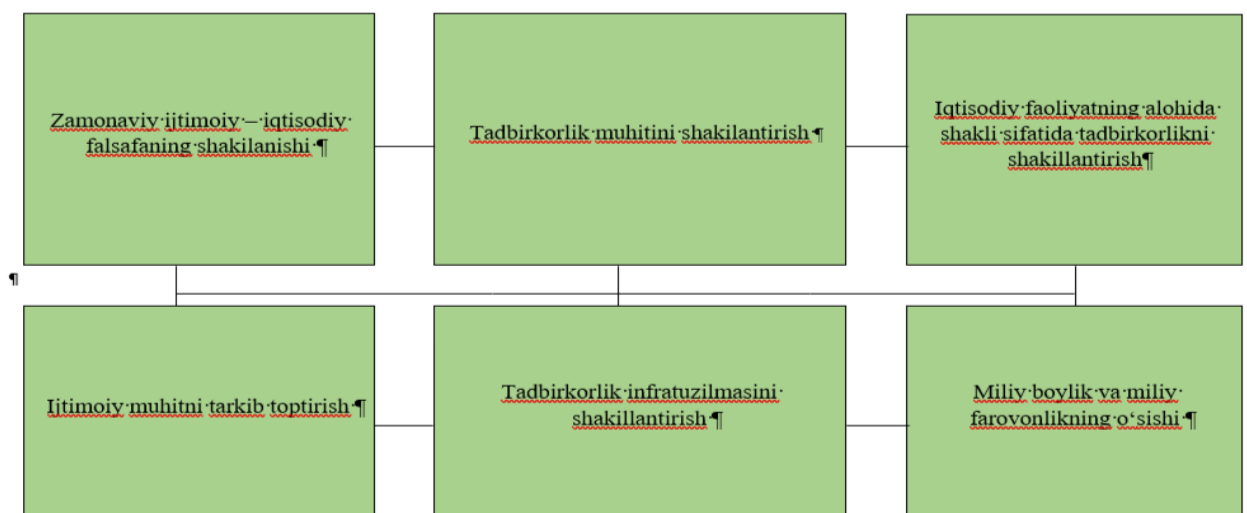 Zamonaviy ijtimoiy – iqtisodiy
falsafaning shakilanishi ¶
Tadbirkorlik muhitini shakilantirish ¶
Iqtisodiy faoliyatning alohida
shakli sifatida tadbirkorlikni
shakillantirish¶
¶
Ijtimoiy muhitni tarkib toptirish ¶
Tadbirkorlik infratuzilmasini
shakillantirish ¶
Miliy boylik va miliy
farovonlikning o‘sishi ¶